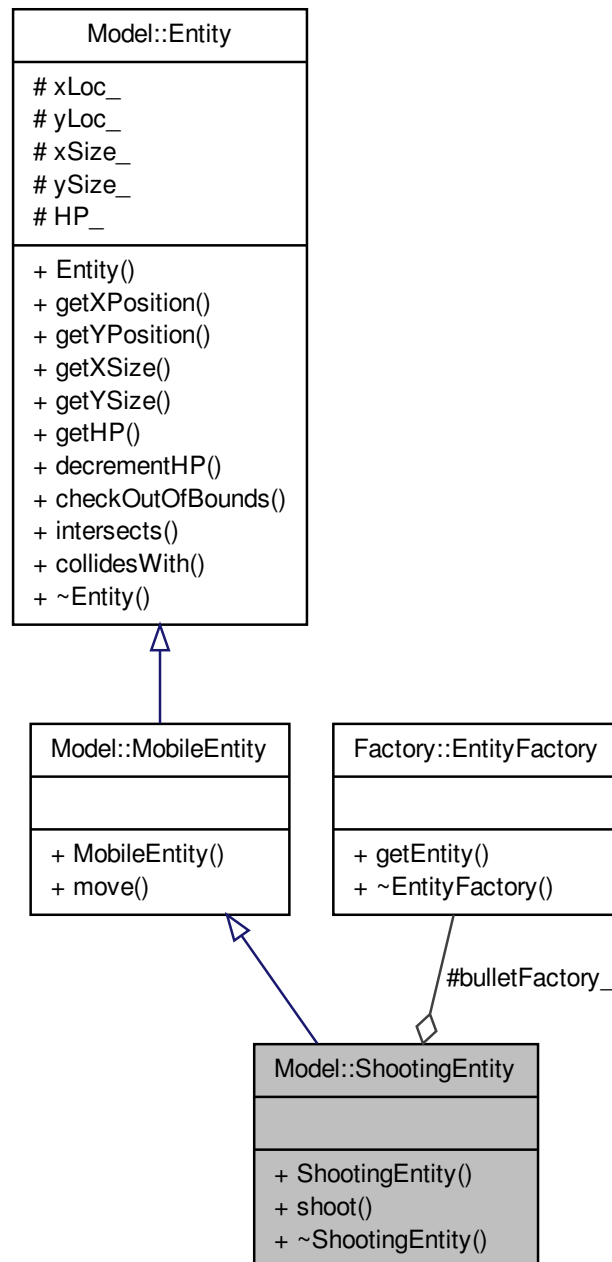 Model::Entity
# xLoc_
# yLoc_
# xSize_
# ySize_
# HP_
+ Entity()
+ getXPosition()
+ getYPosition()
+ getXSize()
+ getYSize()
+ getHP()
+ decrementHP()
+ checkOutOfBounds()
+ intersects()
+ collidesWith()
+ ~Entity()
Model::MobileEntity
+ MobileEntity()
+ move()
Factory::EntityFactory
+ getEntity()
+ ~EntityFactory()
#bulletFactory_
Model::ShootingEntity
+ ShootingEntity()
+ shoot()
+ ~ShootingEntity()